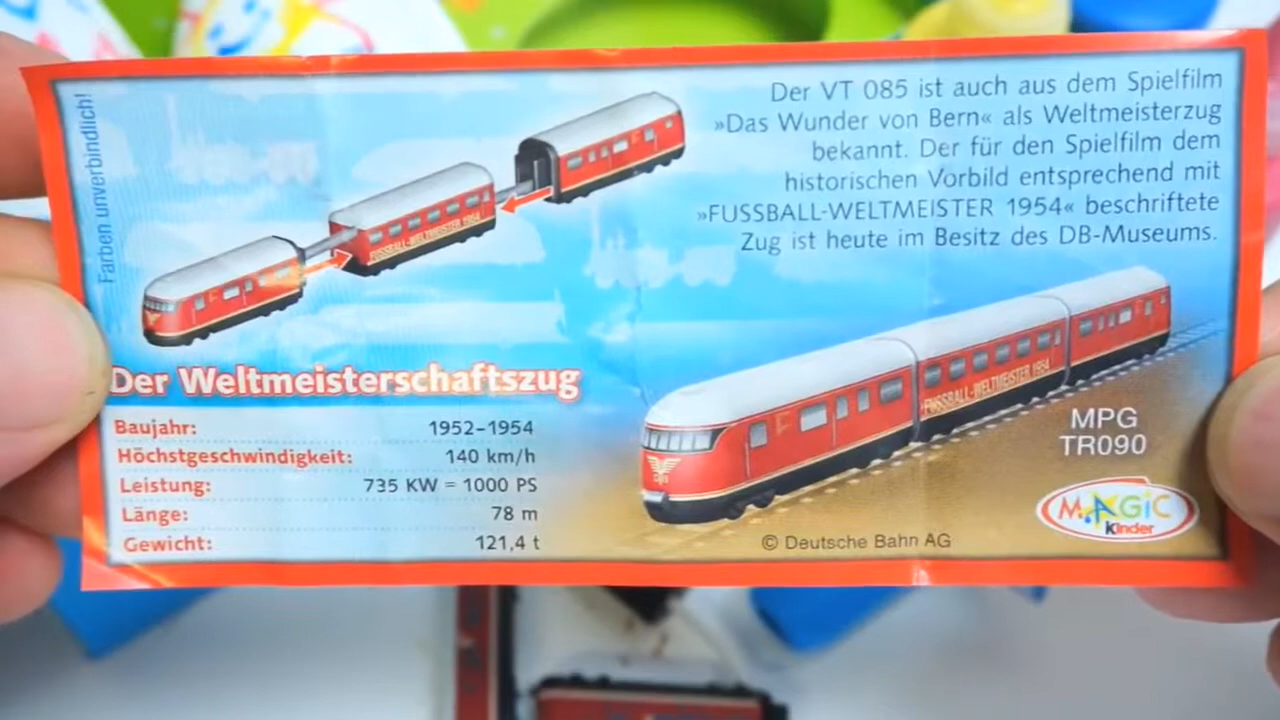 Farben unverbindlich!
Der VT 085 ist auch aus dem Spielfilm
»Das Wunder von Bern« als Weltmeisterzug
bekannt. Der für den Spielfilm dem
historischen Vorbild entsprechend mit
»FUSSBALL-WELTMEISTER 1954« beschriftete
Zug ist heute im Besitz des DB-Museums.
FUSSBALL-WELTMEISTER 1954
Der Weltmeisterschaftszug
Baujahr: 1952–1954
Höchstgeschwindigkeit: 140 km/h
Leistung: 735 KW = 1000 PS
Länge: 78 m
Gewicht: 121,4 t
FUSSBALL-WELTMEISTER 1954
MPG
TR090
MAGiC
Kinder
© Deutsche Bahn AG